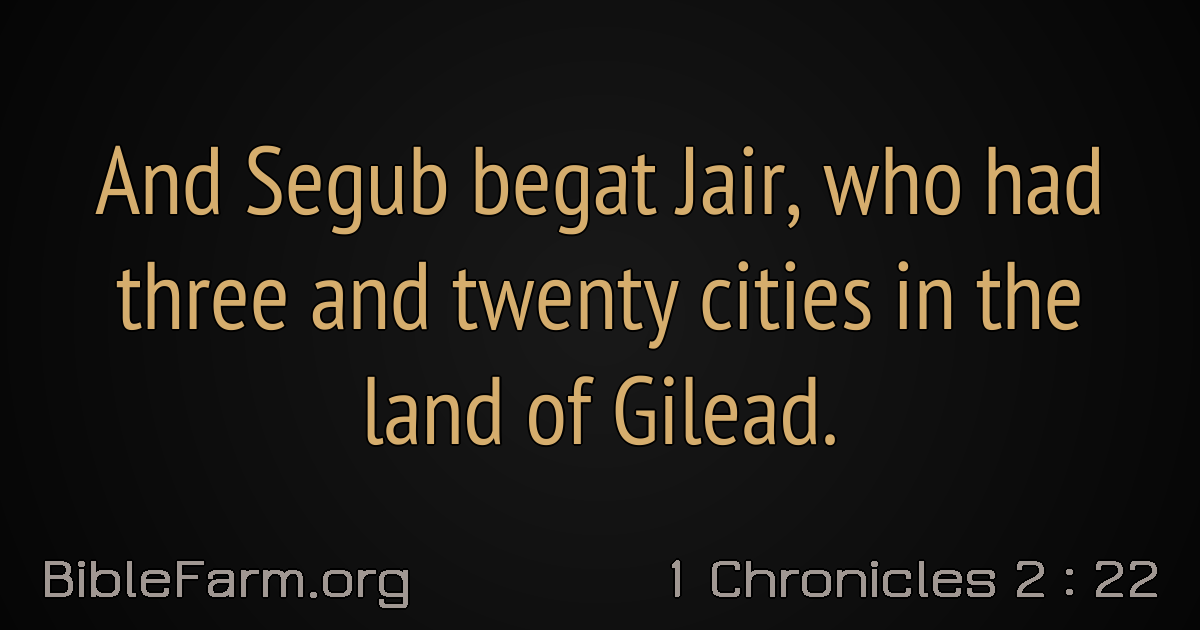 And Segub begat Jair, who had
three and twenty cities in the
land of Gilead.
BibleFarm.org
1 Chronicles 2 : 22